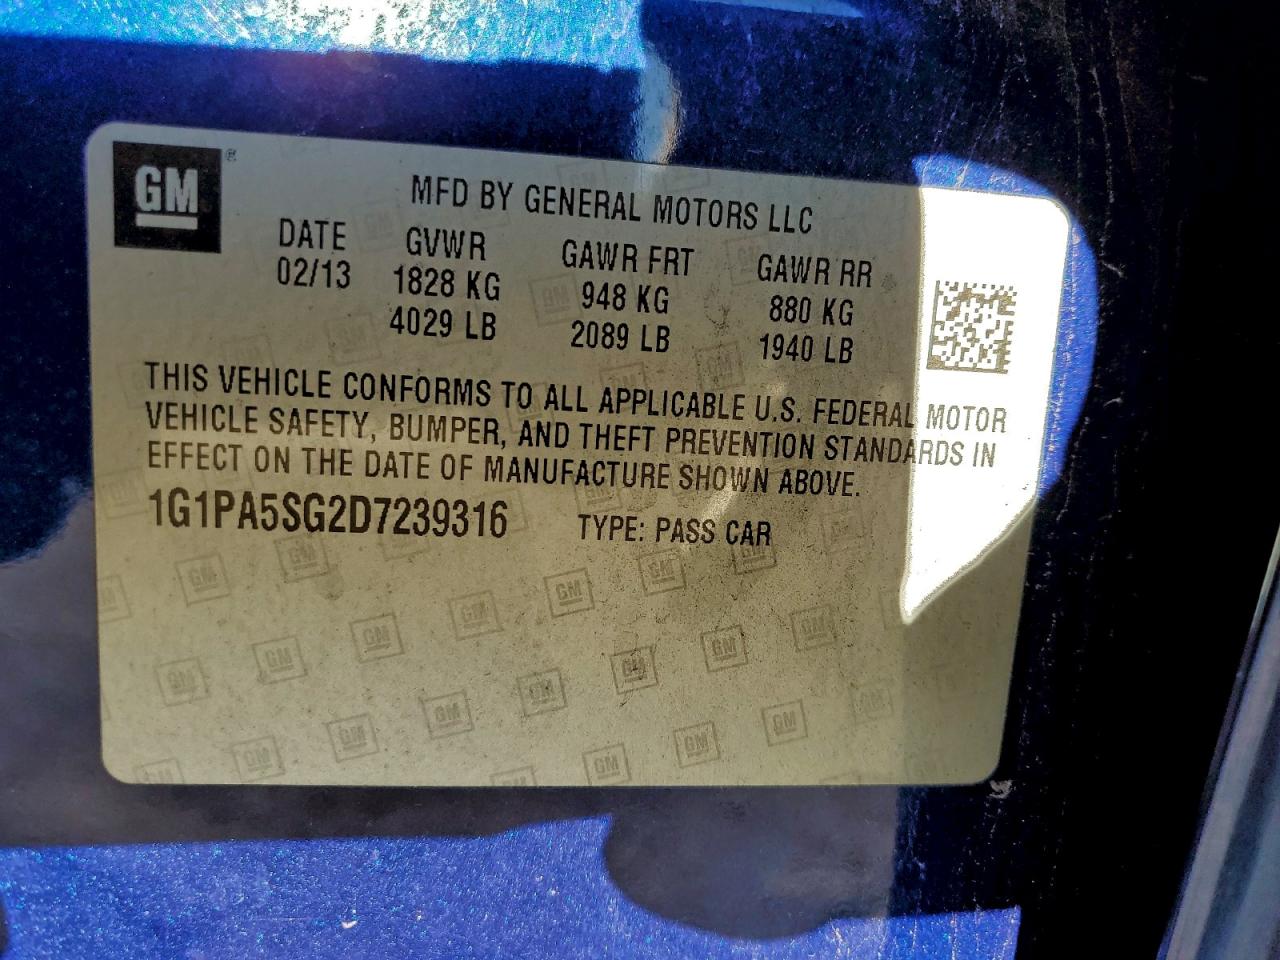 GM
MFD BY GENERAL MOTORS LLC
DATE GVWR GAWR FRT GAWR RR
02/13 1828 KG 948 KG 880 KG
4029 LB 2089 LB 1940 LB
THIS VEHICLE CONFORMS TO ALL APPLICABLE U.S. FEDERAL MOTOR
VEHICLE SAFETY, BUMPER, AND THEFT PREVENTION STANDARDS IN
EFFECT ON THE DATE OF MANUFACTURE SHOWN ABOVE.
1G1PA5SG2D7239316 TYPE: PASS CAR